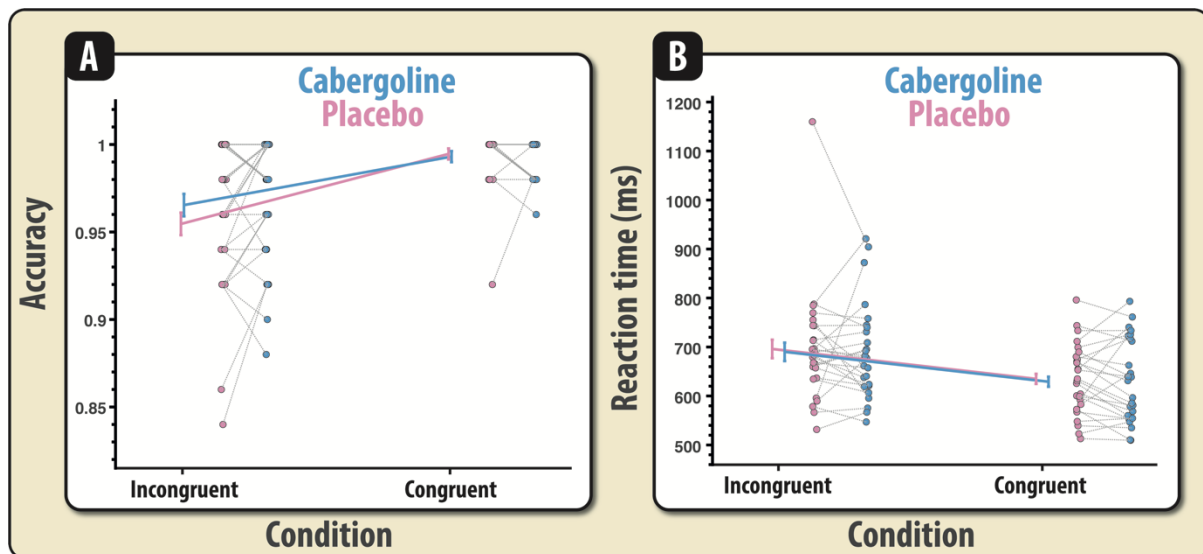 A
Cabergoline
Placebo
Accuracy
1
0.95
0.9
0.85
Incongruent
Congruent
Condition
B
Cabergoline
Placebo
Reaction time (ms)
1200
1100
1000
900
800
700
600
500
Incongruent
Congruent
Condition